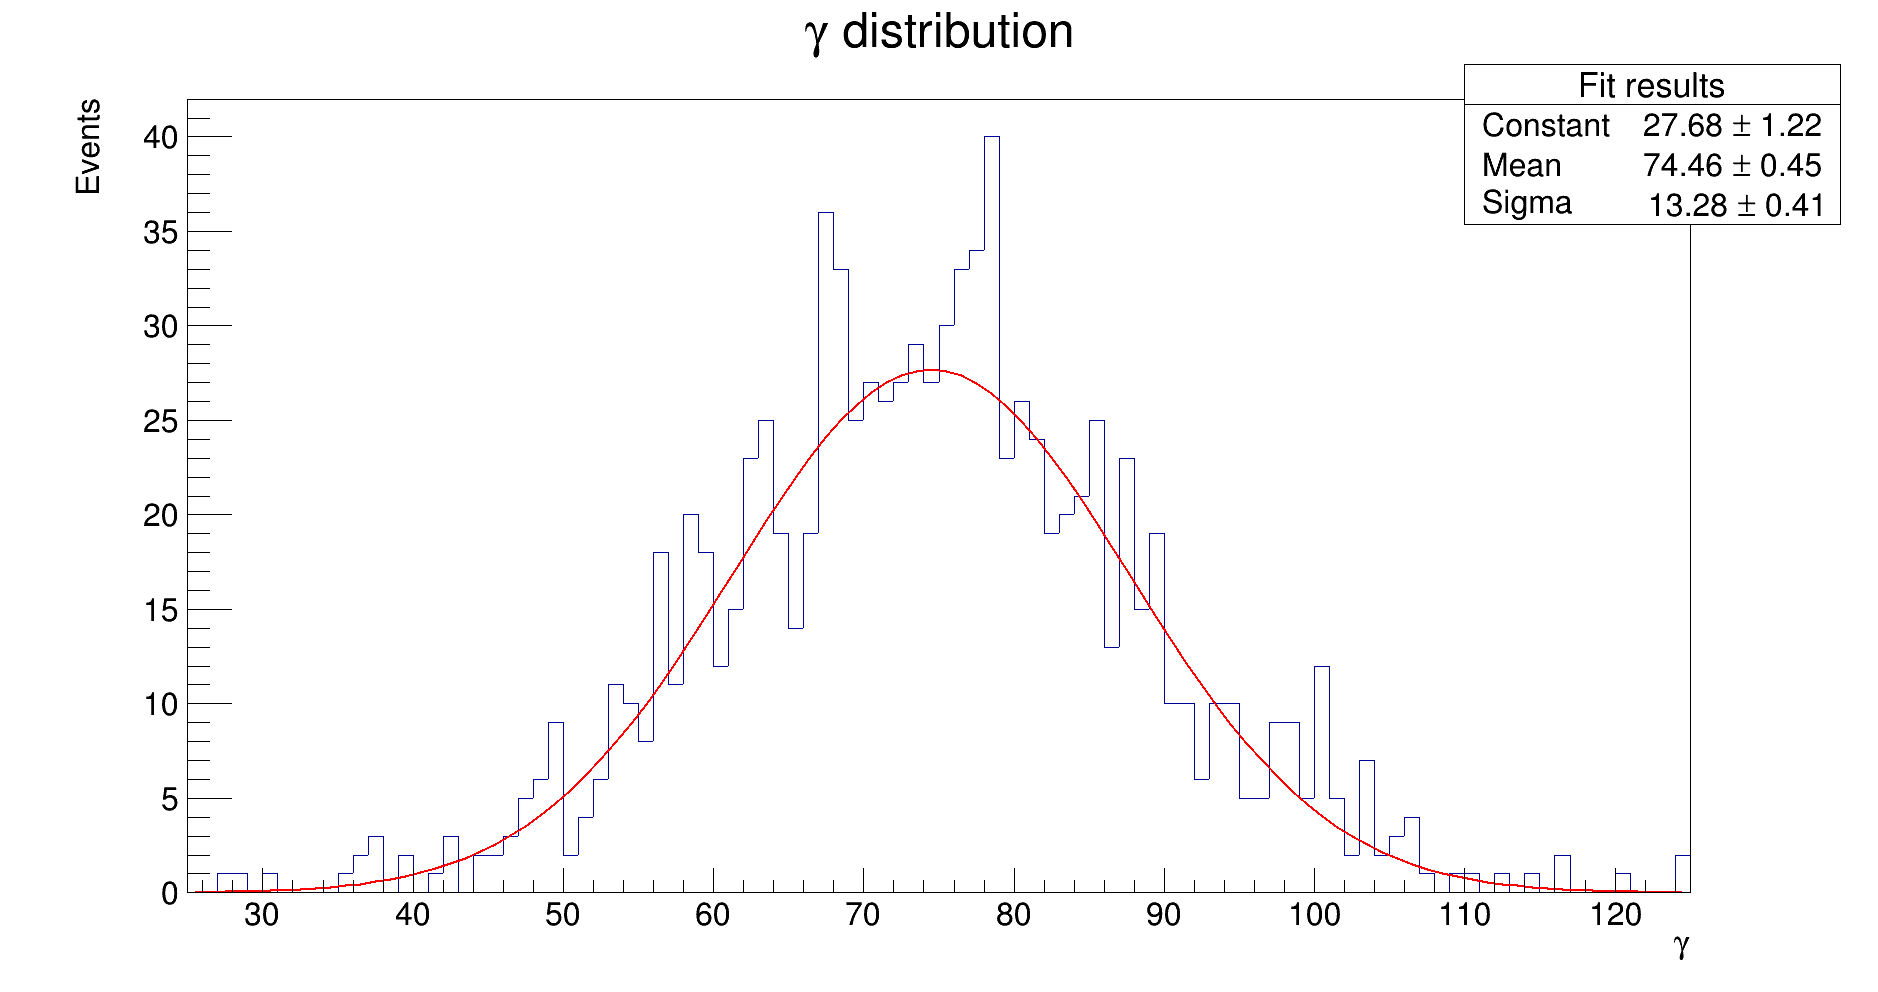 γ distribution
Events
Fit results
Constant 27.68 ± 1.22
Mean 74.46 ± 0.45
Sigma 13.28 ± 0.41
40
35
30
25
20
15
10
5
0
30 40 50 60 70 80 90 100 110 120
γ